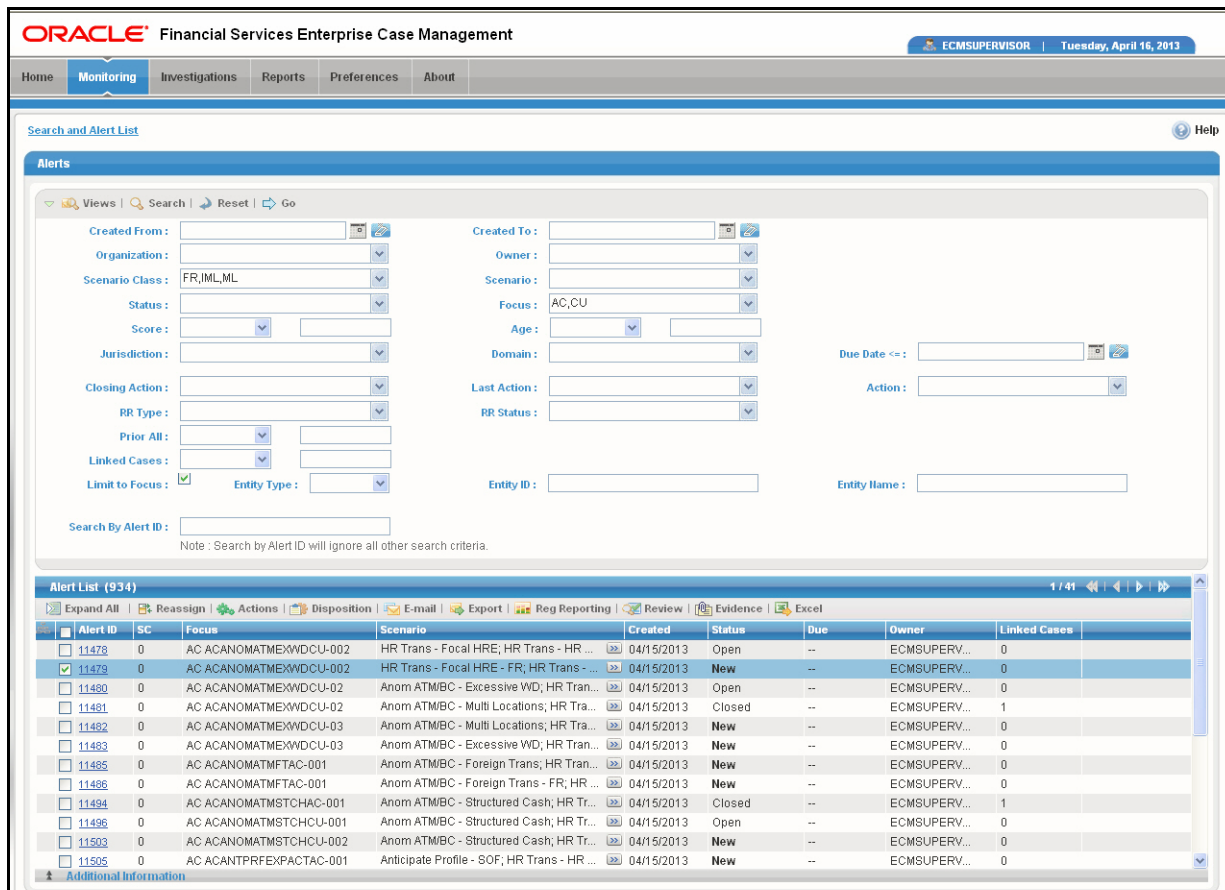 ORACLE® Financial Services Enterprise Case Management
ECMSUPERVISOR | Tuesday, April 16, 2013
Home Monitoring Investigations Reports Preferences About
Search and Alert List
Help
Alerts
Views | Search | Reset | Go
Created From : Created To :
Organization : Owner :
Scenario Class : FR,IML,ML Scenario :
Status : Focus : AC,CU
Score : Age :
Jurisdiction : Domain : Due Date <= :
Closing Action : Last Action : Action :
RR Type : RR Status :
Prior All :
Linked Cases :
Limit to Focus : Entity Type : Entity ID : Entity Name :
Search By Alert ID :
Note : Search by Alert ID will ignore all other search criteria.
Alert List (934) 1 / 41
Expand All | Reassign | Actions | Disposition | E-mail | Export | Reg Reporting | Review | Evidence | Excel
Alert ID SC Focus Scenario Created Status Due Owner Linked Cases
11478 0 AC ACANOMATMEXWDCU-002 HR Trans - Focal HRE; HR Trans - HR ... 04/15/2013 Open -- ECMSUPERV... 0
11479 0 AC ACANOMATMEXWDCU-002 HR Trans - Focal HRE - FR; HR Trans - ... 04/15/2013 New -- ECMSUPERV... 0
11480 0 AC ACANOMATMEXWDCU-02 Anom ATM/BC - Excessive WD; HR Tran... 04/15/2013 Open -- ECMSUPERV... 0
11481 0 AC ACANOMATMEXWDCU-02 Anom ATM/BC - Multi Locations; HR Tra... 04/15/2013 Closed -- ECMSUPERV... 1
11482 0 AC ACANOMATMEXWDCU-03 Anom ATM/BC - Multi Locations; HR Tra... 04/15/2013 New -- ECMSUPERV... 0
11483 0 AC ACANOMATMEXWDCU-03 Anom ATM/BC - Excessive WD; HR Tran... 04/15/2013 New -- ECMSUPERV... 0
11485 0 AC ACANOMATMFTAC-001 Anom ATM/BC - Foreign Trans; HR Tran... 04/15/2013 New -- ECMSUPERV... 0
11486 0 AC ACANOMATMFTAC-001 Anom ATM/BC - Foreign Trans - FR; HR ... 04/15/2013 New -- ECMSUPERV... 0
11494 0 AC ACANOMATMSTCHAC-001 Anom ATM/BC - Structured Cash; HR Tr... 04/15/2013 Closed -- ECMSUPERV... 1
11496 0 AC ACANOMATMSTCHCU-001 Anom ATM/BC - Structured Cash; HR Tr... 04/15/2013 Open -- ECMSUPERV... 0
11503 0 AC ACANOMATMSTCHCU-002 Anom ATM/BC - Structured Cash; HR Tr... 04/15/2013 New -- ECMSUPERV... 0
11505 0 AC ACANTPRFEXPACTAC-001 Anticipate Profile - SOF; HR Trans - HR ... 04/15/2013 New -- ECMSUPERV... 0
Additional Information